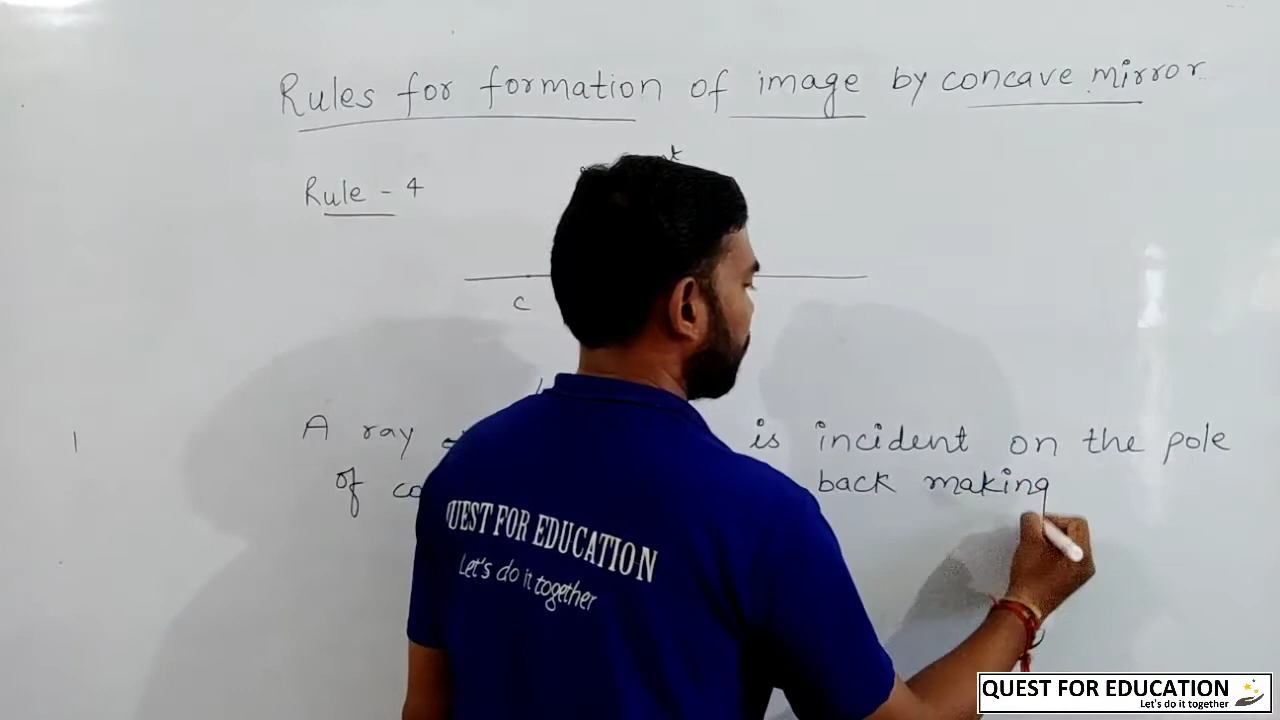 Rules for formation of image by concave mirror
Rule - 4
C
A ray is incident on the pole
of back making
QUEST FOR EDUCATION
Let's do it together
QUEST FOR EDUCATION
Let's do it together